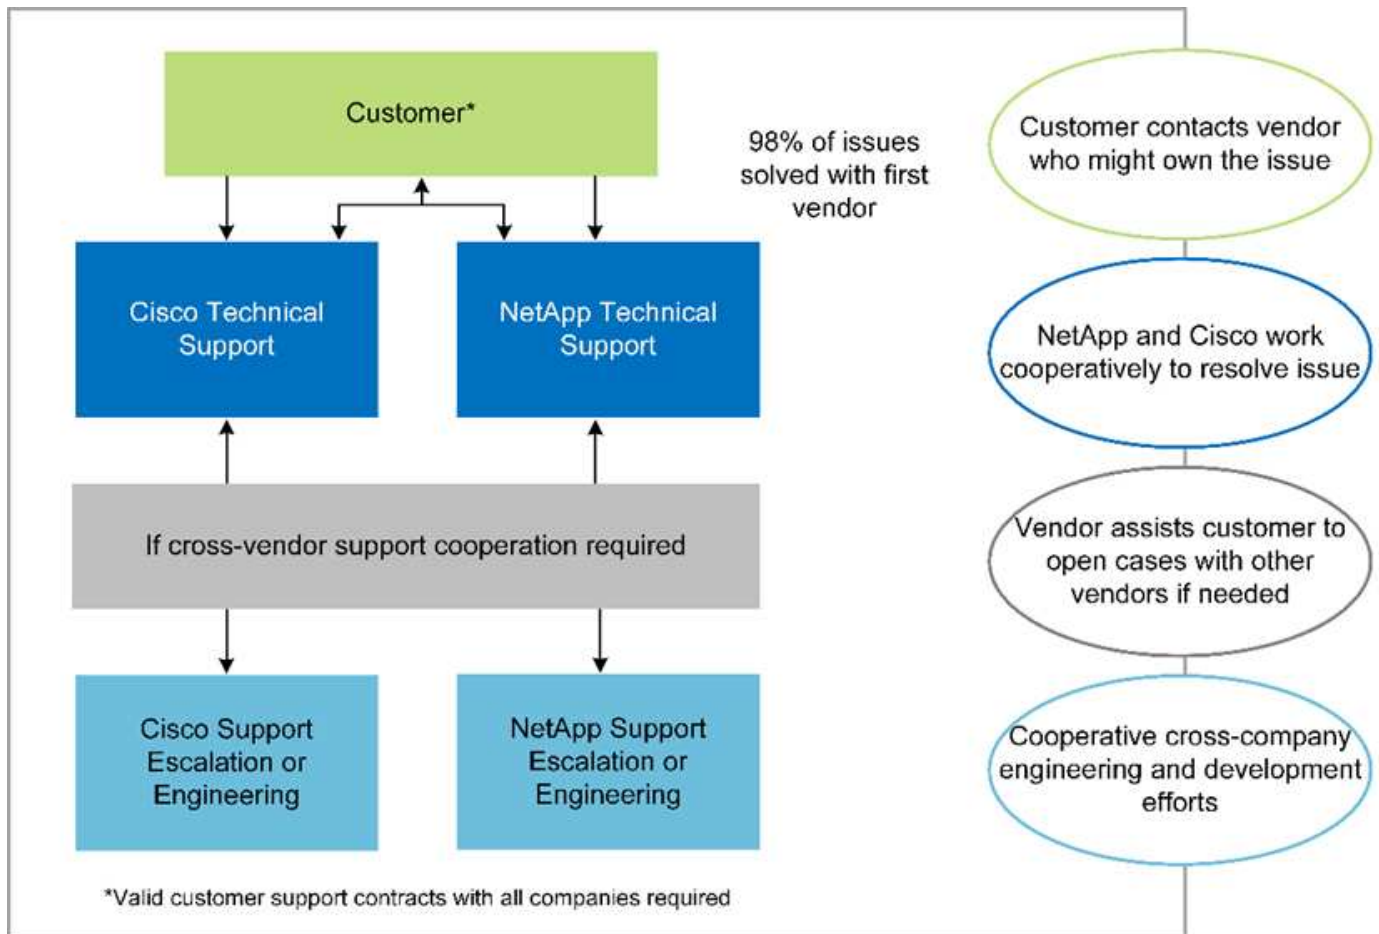 Customer*
98% of issues
solved with first
vendor
Cisco Technical
Support
NetApp Technical
Support
If cross-vendor support cooperation required
Cisco Support
Escalation or
Engineering
NetApp Support
Escalation or
Engineering
*Valid customer support contracts with all companies required
Customer contacts vendor
who might own the issue
NetApp and Cisco work
cooperatively to resolve issue
Vendor assists customer to
open cases with other
vendors if needed
Cooperative cross-company
engineering and development
efforts